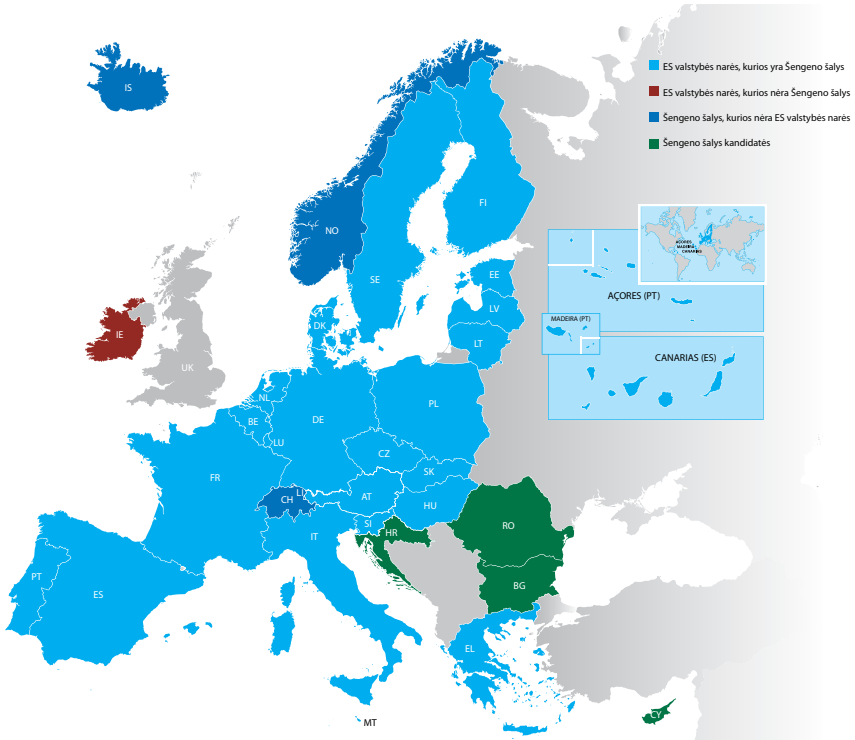 ES valstybės narės, kurios yra Šengeno šalys
ES valstybės narės, kurios nėra Šengeno šalys
Šengeno šalys, kurios nėra ES valstybės narės
Šengeno šalys kandidatės
IS
NO
SE
FI
EE
LV
LT
DK
IE
UK
NL
BE
LU
DE
PL
CZ
SK
FR
CH
LI
AT
HU
SI
IT
HR
RO
BG
PT
ES
EL
MT
CY
AÇORES
MADEIRA
CANARIAS
AÇORES (PT)
MADEIRA (PT)
CANARIAS (ES)